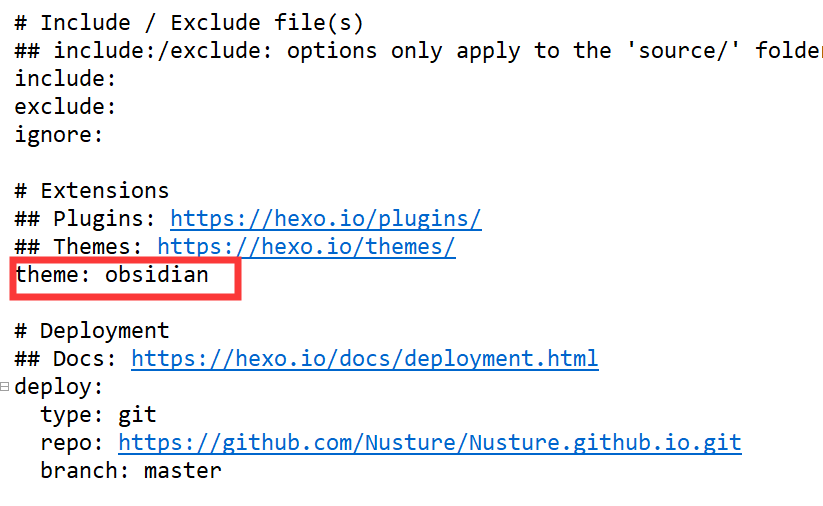 # Include / Exclude file(s)
## include:/exclude: options only apply to the 'source/' folder
include:
exclude:
ignore:
# Extensions
## Plugins: https://hexo.io/plugins/
## Themes: https://hexo.io/themes/
theme: obsidian
# Deployment
## Docs: https://hexo.io/docs/deployment.html
deploy:
type: git
repo: https://github.com/Nusture/Nusture.github.io.git
branch: master